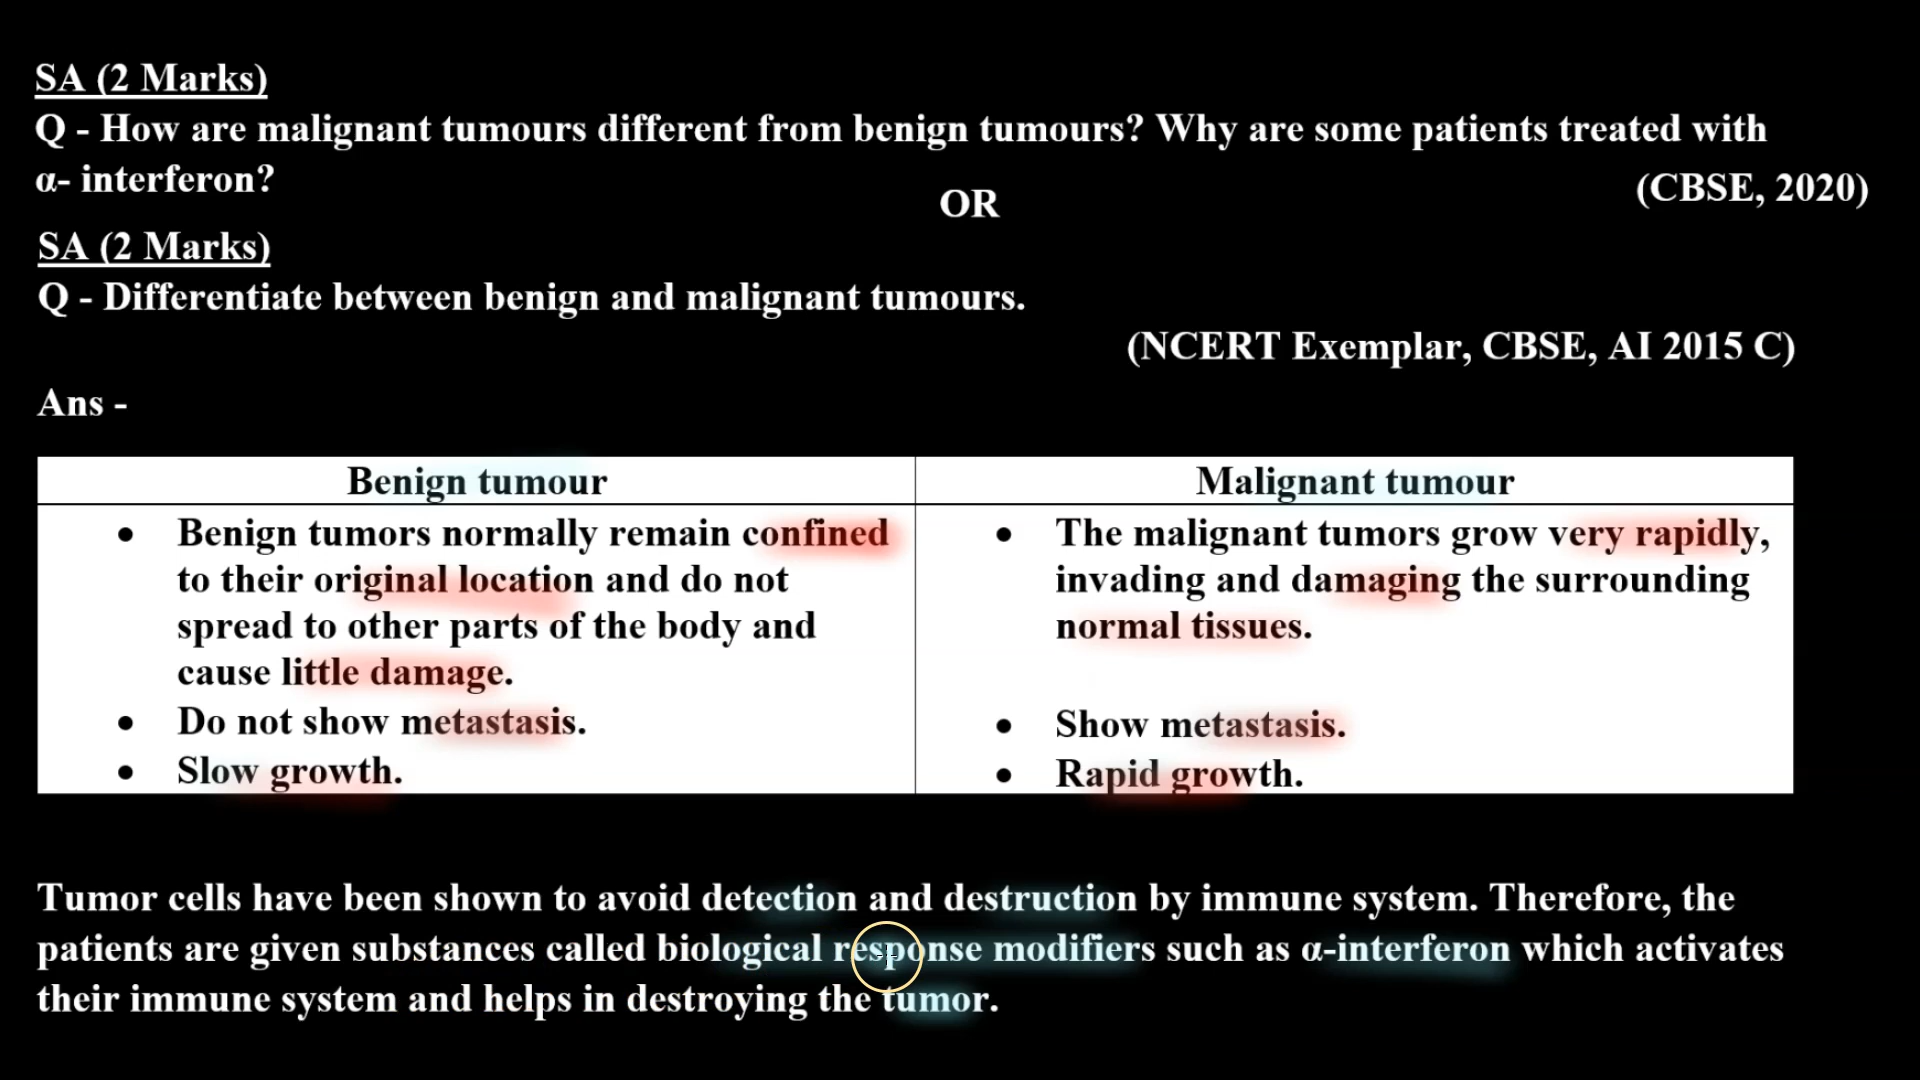 SA (2 Marks)
Q - How are malignant tumours different from benign tumours? Why are some patients treated with
α- interferon?
(CBSE, 2020)
OR
SA (2 Marks)
Q - Differentiate between benign and malignant tumours.
(NCERT Exemplar, CBSE, AI 2015 C)
Ans -
Benign tumour
Malignant tumour
• Benign tumors normally remain confined
to their original location and do not
spread to other parts of the body and
cause little damage.
• Do not show metastasis.
• Slow growth.
• The malignant tumors grow very rapidly,
invading and damaging the surrounding
normal tissues.
• Show metastasis.
• Rapid growth.
Tumor cells have been shown to avoid detection and destruction by immune system. Therefore, the
patients are given substances called biological response modifiers such as α-interferon which activates
their immune system and helps in destroying the tumor.